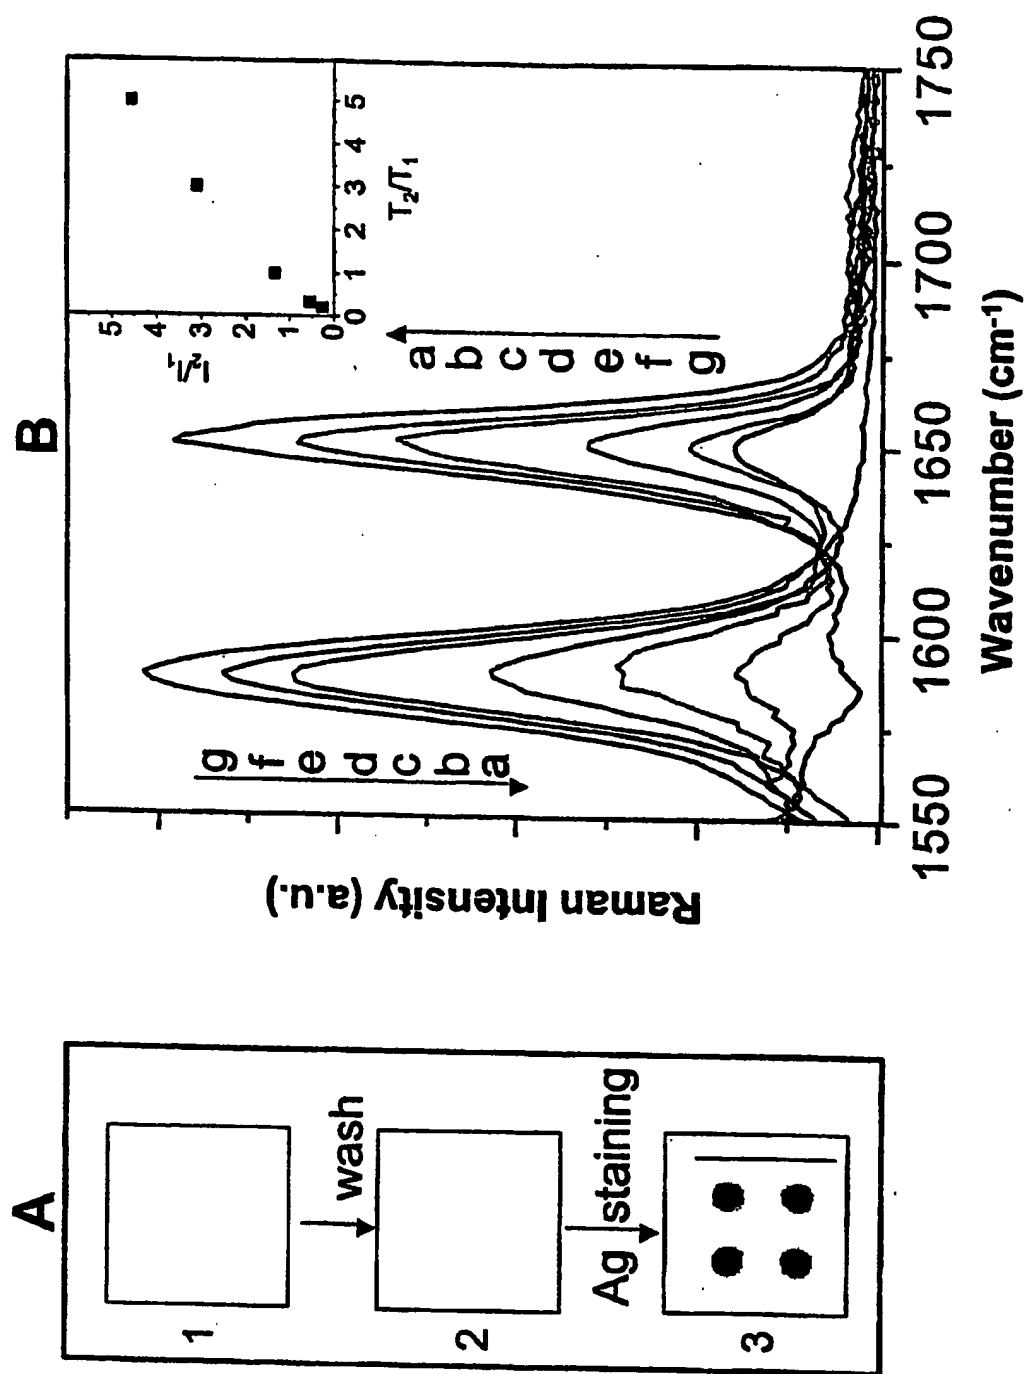 A
1
wash
2
Ag staining
3
B
Raman Intensity (a.u.)
g
f
e
d
c
b
a
a
b
c
d
e
f
g
I₂/I₁
5
4
3
2
1
0
0 1 2 3 4 5
T₂/T₁
1550 1600 1650 1700 1750
Wavenumber (cm⁻¹)